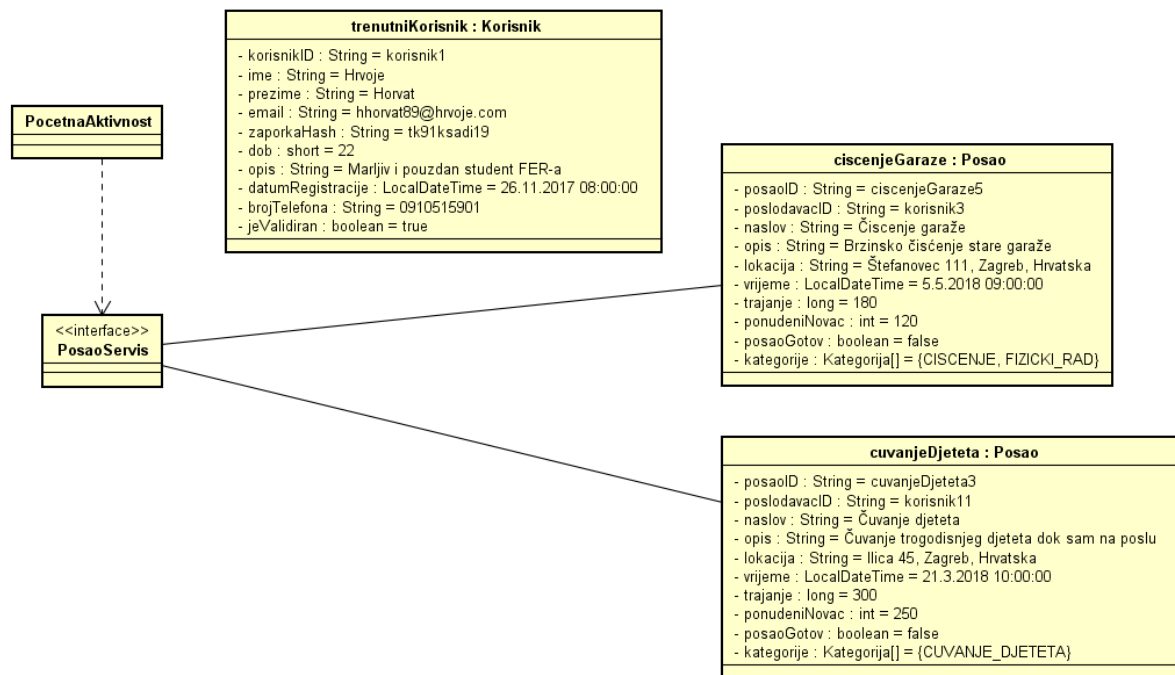 trenutniKorisnik : Korisnik
- korisnikID : String = korisnik1
- ime : String = Hrvoje
- prezime : String = Horvat
- email : String = hhorvat89@hrvoje.com
- zaporkaHash : String = tk91ksadi19
- dob : short = 22
- opis : String = Marljiv i pouzdan student FER-a
- datumRegistracije : LocalDateTime = 26.11.2017 08:00:00
- brojTelefona : String = 0910515901
- jeValidiran : boolean = true
PocetnaAktivnost
<<interface>>
PosaoServis
ciscenjeGaraze : Posao
- posaoID : String = ciscenjeGaraze5
- poslodavacID : String = korisnik3
- naslov : String = Čiscenje garaže
- opis : String = Brzinsko čisćenje stare garaže
- lokacija : String = Štefanovec 111, Zagreb, Hrvatska
- vrijeme : LocalDateTime = 5.5.2018 09:00:00
- trajanje : long = 180
- ponudeniNovac : int = 120
- posaoGotov : boolean = false
- kategorije : Kategorija[] = {CISCENJE, FIZICKI_RAD}
cuvanjeDjeteta : Posao
- posaoID : String = cuvanjeDjeteta3
- poslodavacID : String = korisnik11
- naslov : String = Čuvanje djeteta
- opis : String = Čuvanje trogodisnjeg djeteta dok sam na poslu
- lokacija : String = Ilica 45, Zagreb, Hrvatska
- vrijeme : LocalDateTime = 21.3.2018 10:00:00
- trajanje : long = 300
- ponudeniNovac : int = 250
- posaoGotov : boolean = false
- kategorije : Kategorija[] = {CUVANJE_DJETETA}